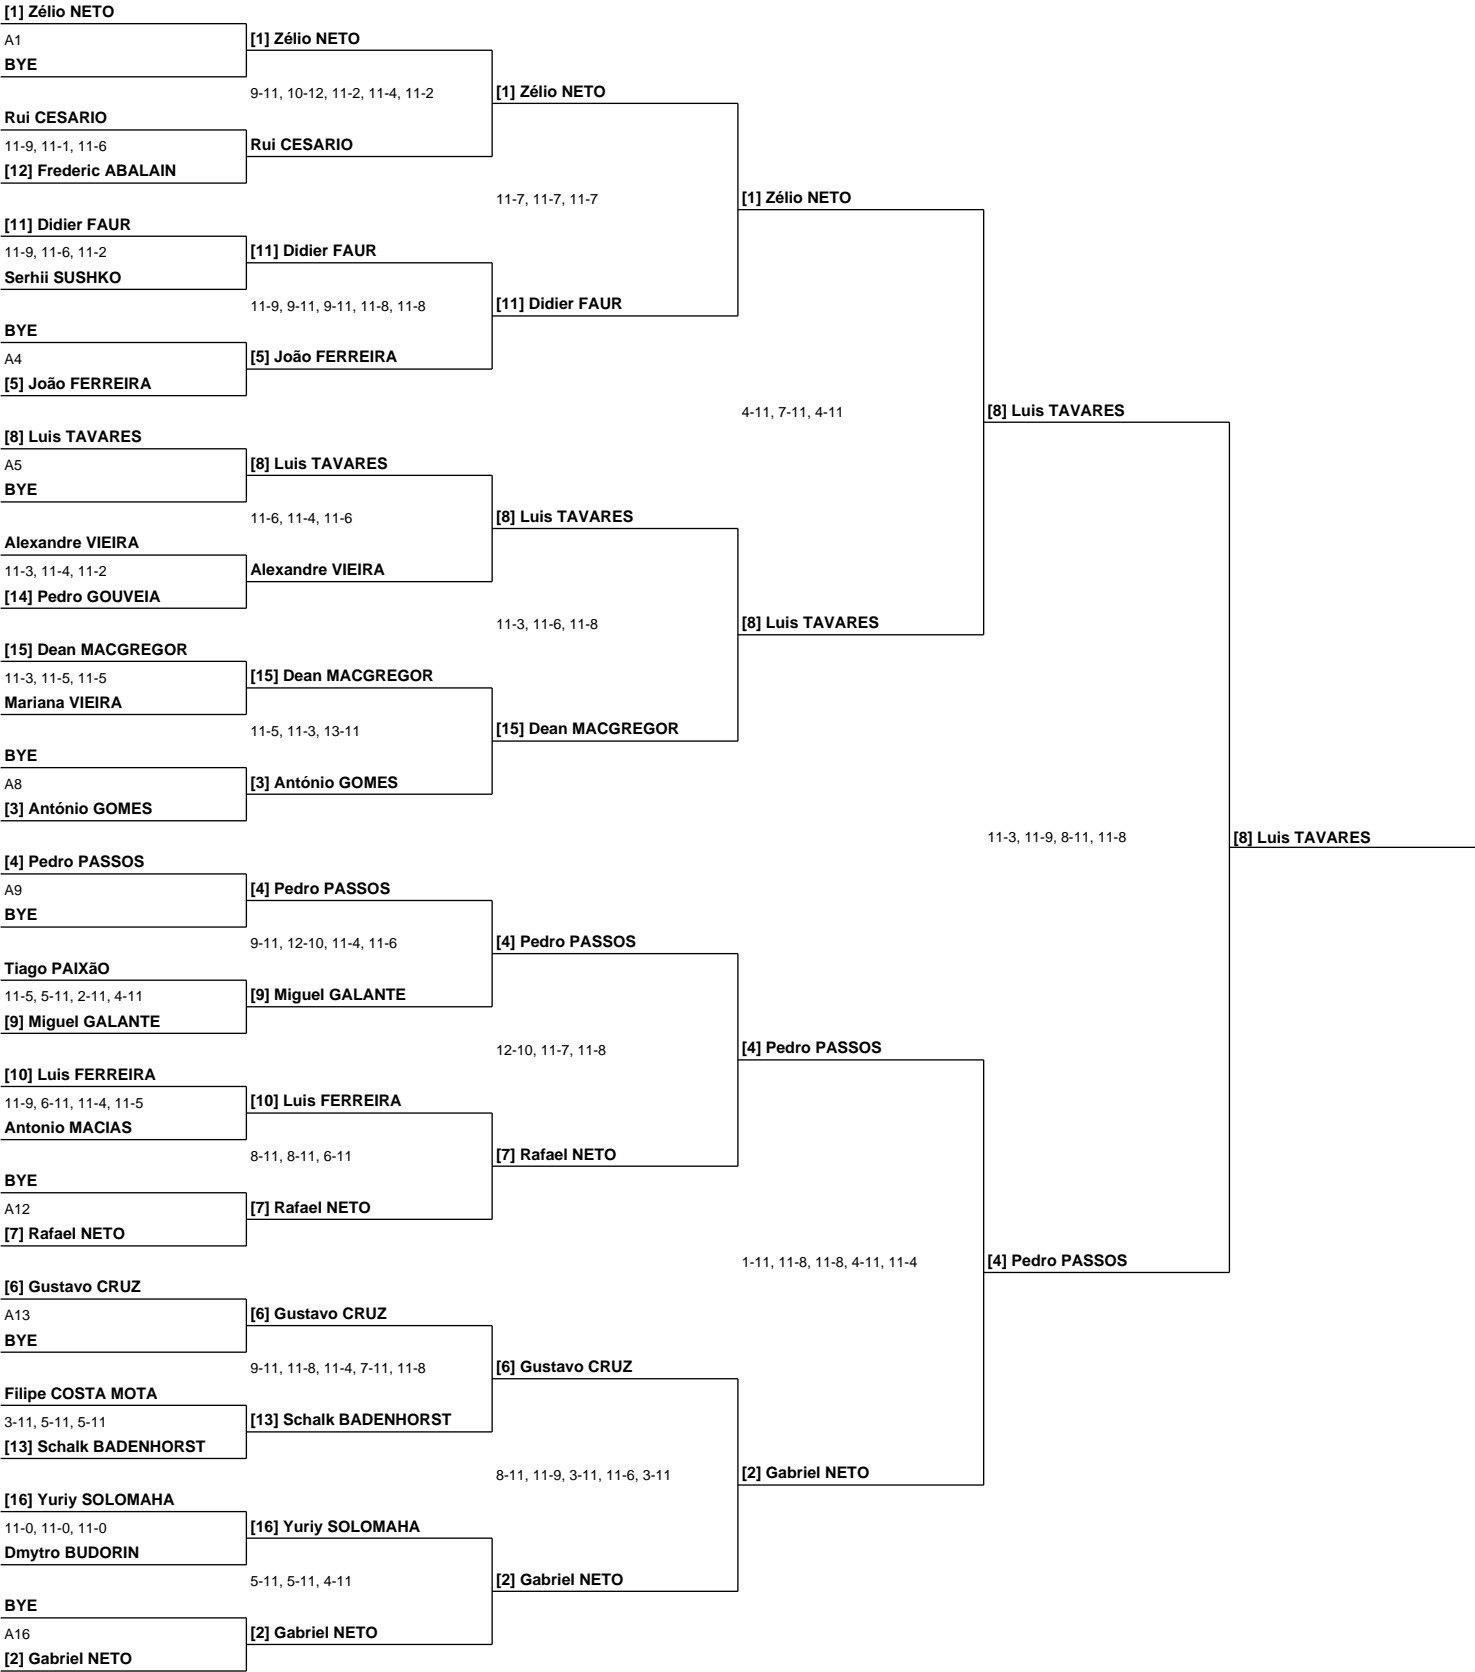 [1] Zélio NETO
A1
[1] Zélio NETO
BYE
9-11, 10-12, 11-2, 11-4, 11-2
[1] Zélio NETO
Rui CESARIO
11-9, 11-1, 11-6
Rui CESARIO
[12] Frederic ABALAIN
11-7, 11-7, 11-7
[1] Zélio NETO
[11] Didier FAUR
11-9, 11-6, 11-2
[11] Didier FAUR
Serhii SUSHKO
11-9, 9-11, 9-11, 11-8, 11-8
[11] Didier FAUR
BYE
A4
[5] João FERREIRA
[5] João FERREIRA
4-11, 7-11, 4-11
[8] Luis TAVARES
[8] Luis TAVARES
A5
[8] Luis TAVARES
BYE
11-6, 11-4, 11-6
[8] Luis TAVARES
Alexandre VIEIRA
11-3, 11-4, 11-2
Alexandre VIEIRA
[14] Pedro GOUVEIA
11-3, 11-6, 11-8
[8] Luis TAVARES
[15] Dean MACGREGOR
11-3, 11-5, 11-5
[15] Dean MACGREGOR
Mariana VIEIRA
11-5, 11-3, 13-11
[15] Dean MACGREGOR
BYE
A8
[3] António GOMES
[3] António GOMES
11-3, 11-9, 8-11, 11-8
[8] Luis TAVARES
[4] Pedro PASSOS
A9
[4] Pedro PASSOS
BYE
9-11, 12-10, 11-4, 11-6
[4] Pedro PASSOS
Tiago PAIXãO
11-5, 5-11, 2-11, 4-11
[9] Miguel GALANTE
[9] Miguel GALANTE
12-10, 11-7, 11-8
[4] Pedro PASSOS
[10] Luis FERREIRA
11-9, 6-11, 11-4, 11-5
[10] Luis FERREIRA
Antonio MACIAS
8-11, 8-11, 6-11
[7] Rafael NETO
BYE
A12
[7] Rafael NETO
[7] Rafael NETO
1-11, 11-8, 11-8, 4-11, 11-4
[4] Pedro PASSOS
[6] Gustavo CRUZ
A13
[6] Gustavo CRUZ
BYE
9-11, 11-8, 11-4, 7-11, 11-8
[6] Gustavo CRUZ
Filipe COSTA MOTA
3-11, 5-11, 5-11
[13] Schalk BADENHORST
[13] Schalk BADENHORST
8-11, 11-9, 3-11, 11-6, 3-11
[2] Gabriel NETO
[16] Yuriy SOLOMAHA
11-0, 11-0, 11-0
[16] Yuriy SOLOMAHA
Dmytro BUDORIN
5-11, 5-11, 4-11
[2] Gabriel NETO
BYE
A16
[2] Gabriel NETO
[2] Gabriel NETO